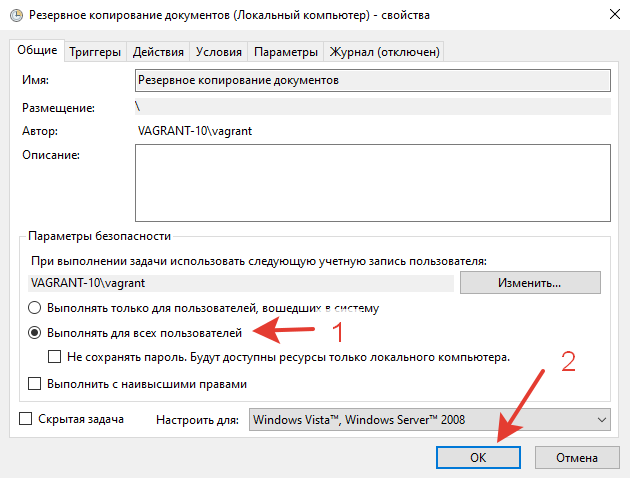 Резервное копирование документов (Локальный компьютер) - свойства
Общие Триггеры Действия Условия Параметры Журнал (отключен)
Имя: Резервное копирование документов
Размещение: \
Автор: VAGRANT-10\vagrant
Описание:
Параметры безопасности
При выполнении задачи использовать следующую учетную запись пользователя:
VAGRANT-10\vagrant Изменить...
Выполнять только для пользователей, вошедших в систему
Выполнять для всех пользователей 1
Не сохранять пароль. Будут доступны ресурсы только локального компьютера.
2
Выполнить с наивысшими правами
Скрытая задача Настроить для: Windows Vista™, Windows Server™ 2008
OK Отмена